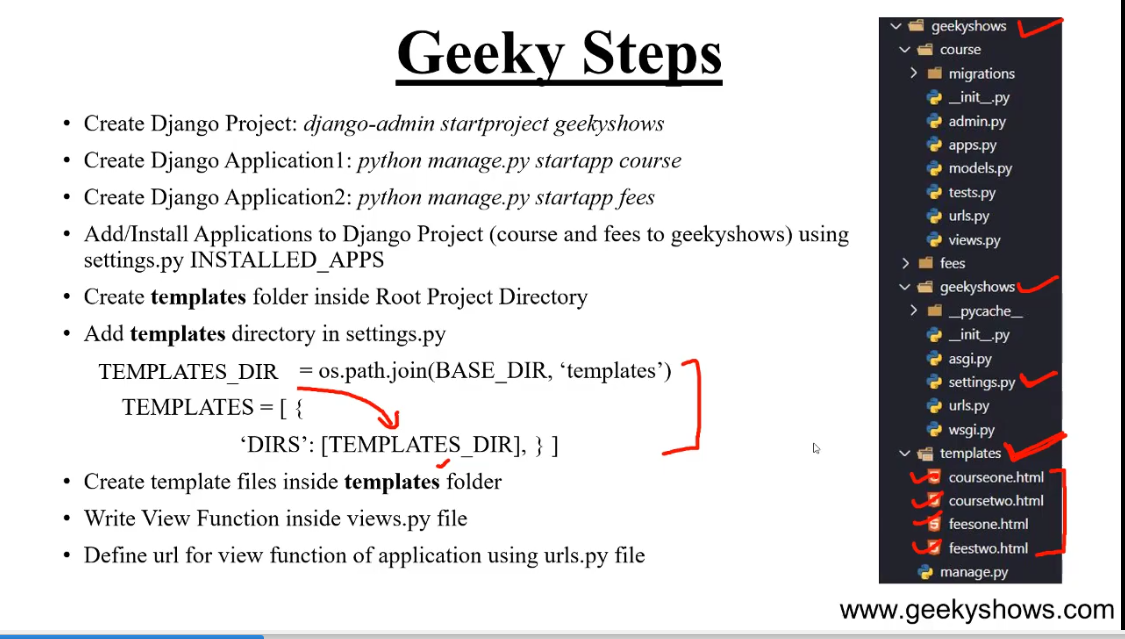 Geeky Steps
• Create Django Project: django-admin startproject geekyshows
• Create Django Application1: python manage.py startapp course
• Create Django Application2: python manage.py startapp fees
• Add/Install Applications to Django Project (course and fees to geekyshows) using
settings.py INSTALLED_APPS
• Create templates folder inside Root Project Directory
• Add templates directory in settings.py
TEMPLATES_DIR = os.path.join(BASE_DIR, ‘templates’)
TEMPLATES = [ {
‘DIRS’: [TEMPLATES_DIR], } ]
• Create template files inside templates folder
• Write View Function inside views.py file
• Define url for view function of application using urls.py file
geekyshows
course
migrations
__init__.py
admin.py
apps.py
models.py
tests.py
urls.py
views.py
fees
geekyshows
__pycache__
__init__.py
asgi.py
settings.py
urls.py
wsgi.py
templates
courseone.html
coursetwo.html
feesone.html
feestwo.html
manage.py
www.geekyshows.com